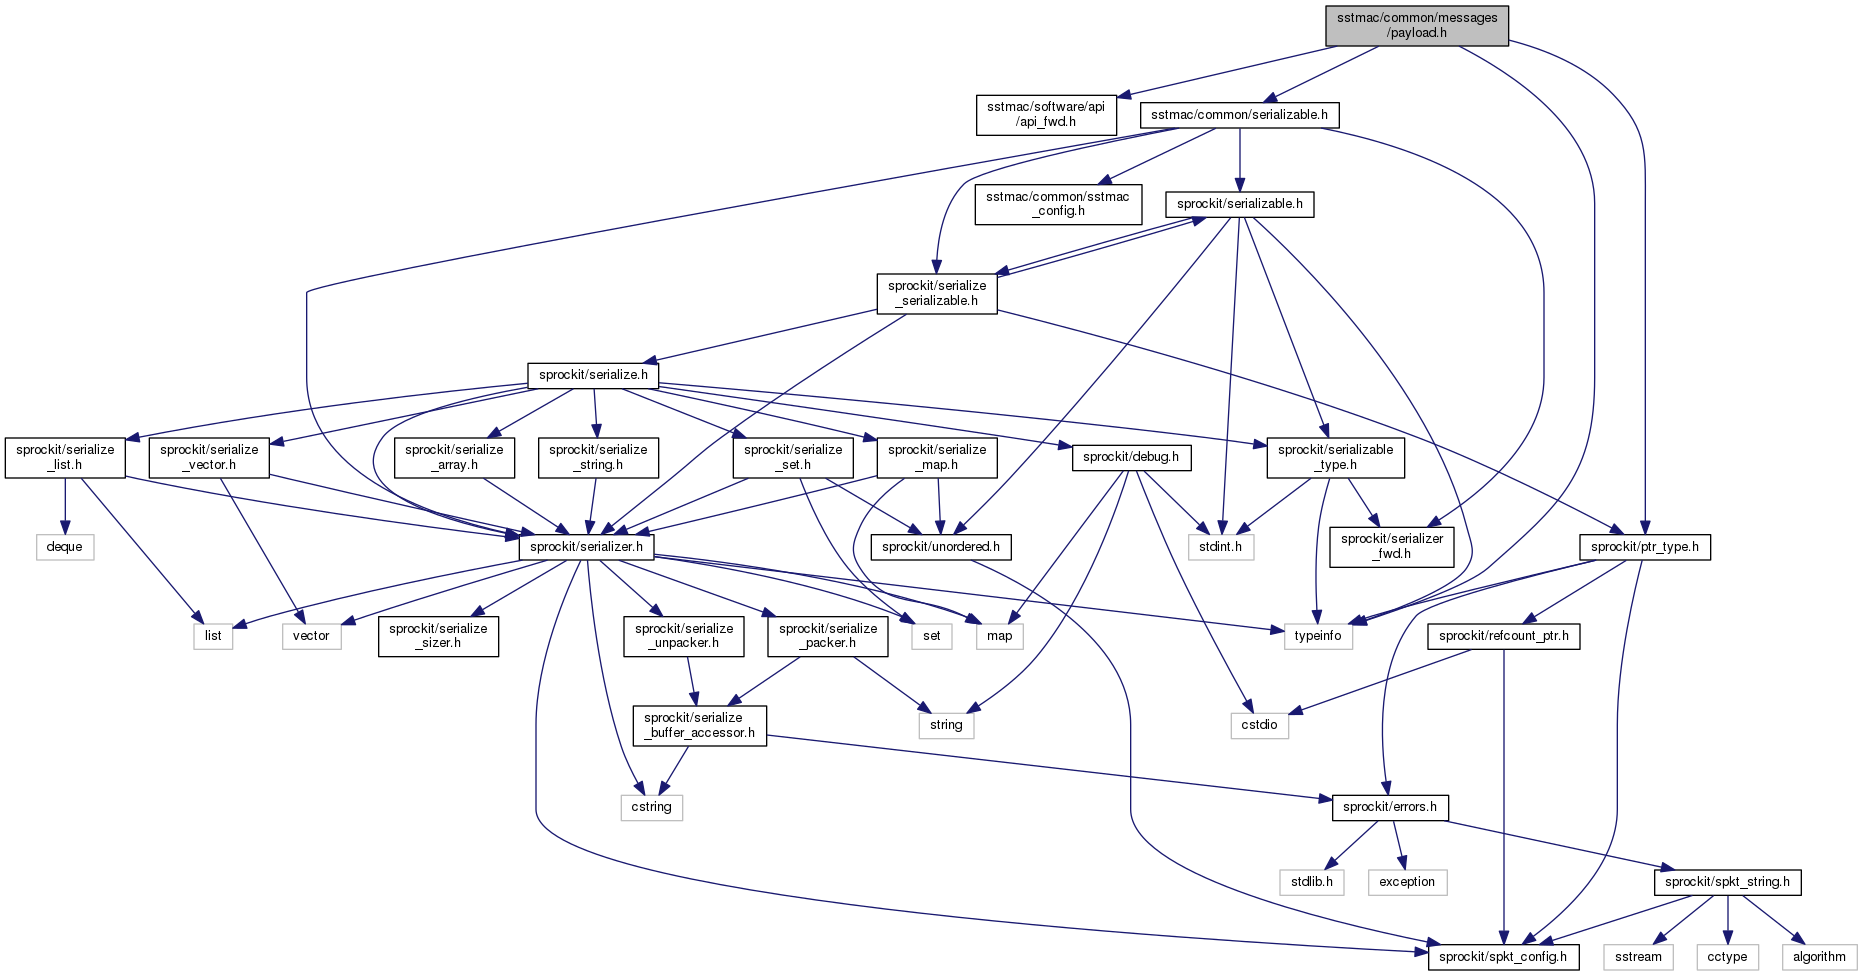 sstmac/common/messages
/payload.h
sstmac/software/api
/api_fwd.h
sstmac/common/serializable.h
sstmac/common/sstmac
_config.h
sprockit/serializable.h
sprockit/serialize
_serializable.h
sprockit/serialize.h
sprockit/serialize
_list.h
sprockit/serialize
_vector.h
sprockit/serialize
_array.h
sprockit/serialize
_string.h
sprockit/serialize
_set.h
sprockit/serialize
_map.h
sprockit/debug.h
sprockit/serializable
_type.h
deque
sprockit/serializer.h
sprockit/unordered.h
stdint.h
sprockit/serializer
_fwd.h
sprockit/ptr_type.h
list
vector
sprockit/serialize
_sizer.h
sprockit/serialize
_unpacker.h
sprockit/serialize
_packer.h
set
map
typeinfo
sprockit/refcount_ptr.h
sprockit/serialize
_buffer_accessor.h
string
cstdio
cstring
sprockit/errors.h
stdlib.h
exception
sprockit/spkt_string.h
sprockit/spkt_config.h
sstream
cctype
algorithm